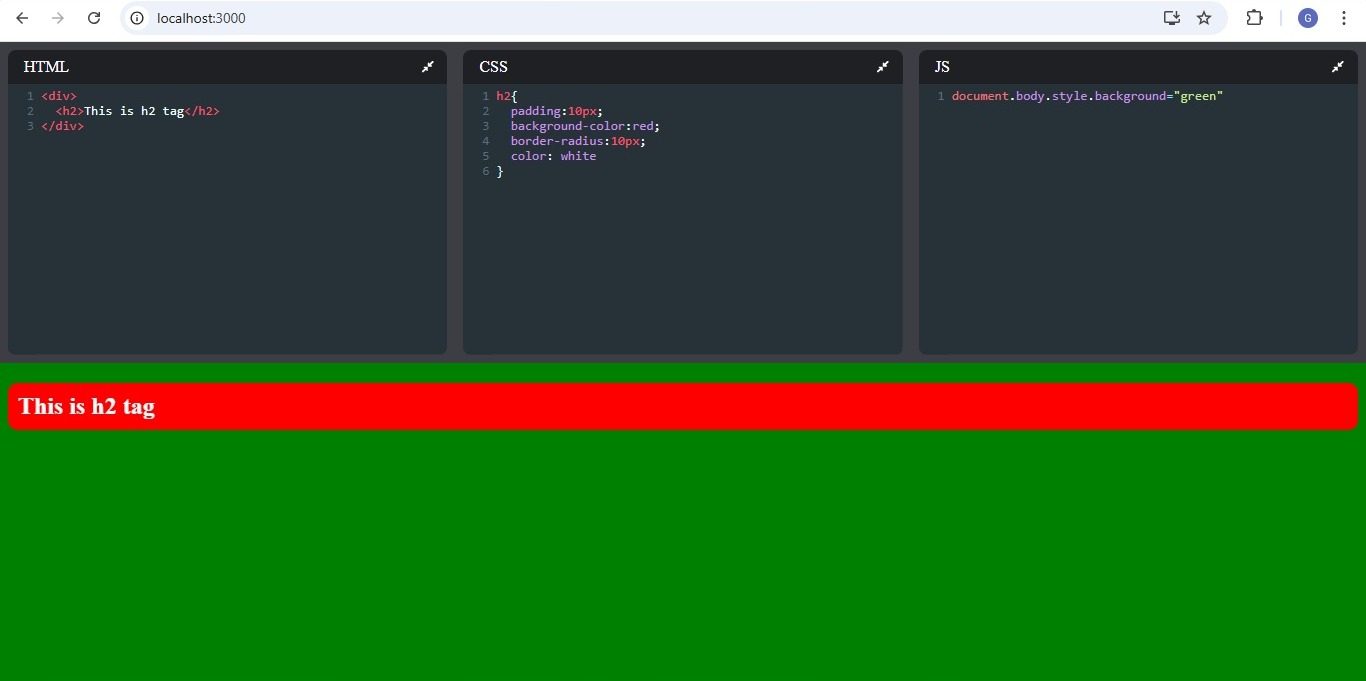 localhost:3000
G
HTML
1 <div>
2   <h2>This is h2 tag</h2>
3 </div>
CSS
1 h2{
2   padding:10px;
3   background-color:red;
4   border-radius:10px;
5   color: white
6 }
JS
1 document.body.style.background="green"
This is h2 tag